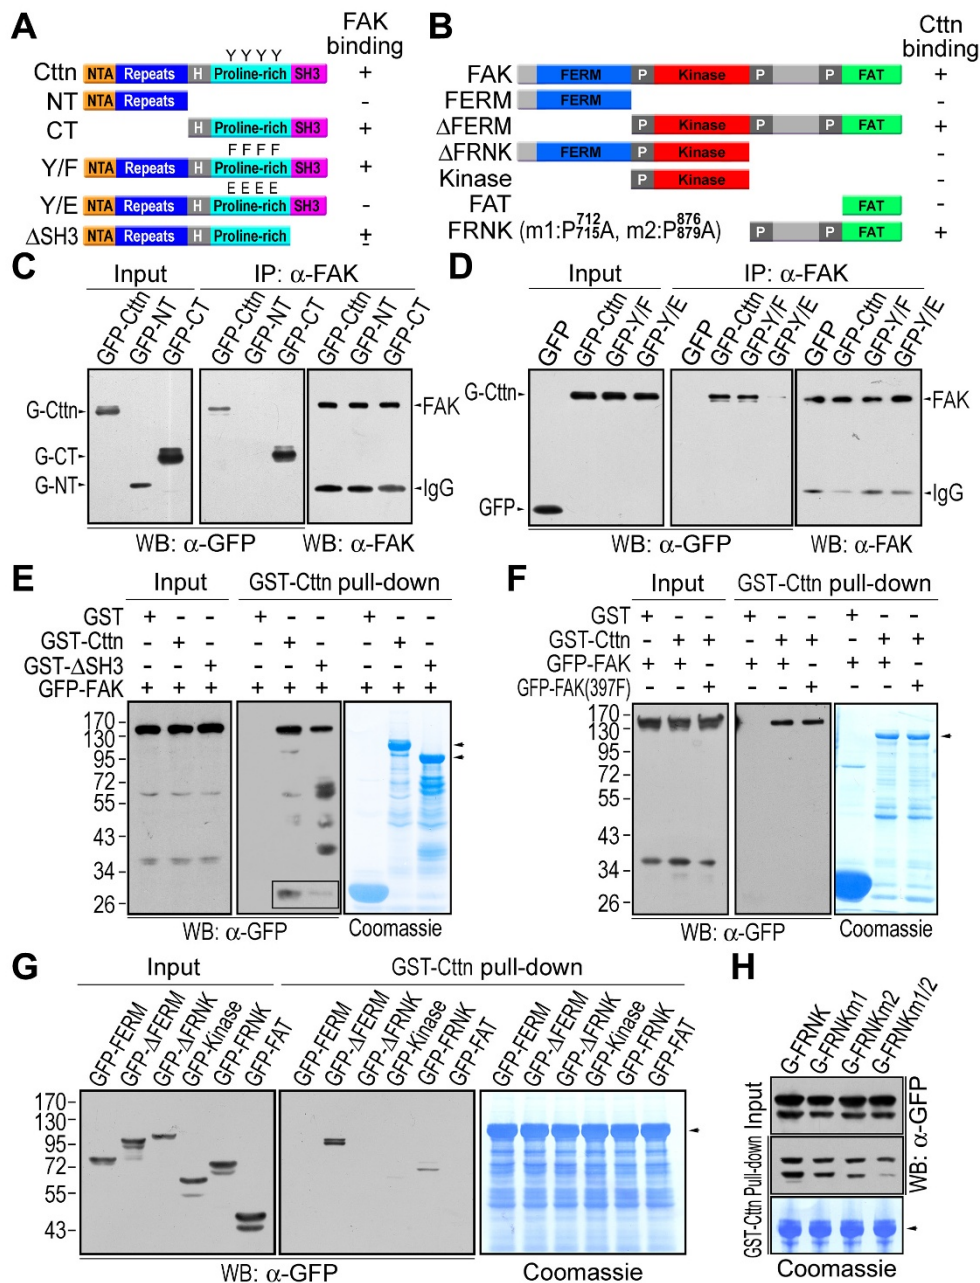 A
FAK
binding
Y Y Y Y
Cttn NTA Repeats H Proline-rich SH3 +
NT NTA Repeats -
CT H Proline-rich SH3 +
F F F F
Y/F NTA Repeats H Proline-rich SH3 +
E E E E
Y/E NTA Repeats H Proline-rich SH3 -
ΔSH3 NTA Repeats H Proline-rich ±
B
Cttn
binding
FAK FERM P Kinase P P FAT +
FERM FERM -
ΔFERM P Kinase P P FAT +
ΔFRNK FERM P Kinase -
Kinase P Kinase -
FAT FAT -
FRNK (m1:P712/715A, m2:P876/879A) P P FAT +
C
Input IP: α-FAK
GFP-Cttn GFP-NT GFP-CT GFP-Cttn GFP-NT GFP-CT GFP-Cttn GFP-NT GFP-CT
G-Cttn
G-CT
G-NT
FAK
IgG
WB: α-GFP WB: α-FAK
D
Input IP: α-FAK
GFP GFP-Cttn GFP-Y/F GFP-Y/E GFP GFP-Cttn GFP-Y/F GFP-Y/E GFP GFP-Cttn GFP-Y/F GFP-Y/E
G-Cttn
GFP
FAK
IgG
WB: α-GFP WB: α-FAK
E
Input GST-Cttn pull-down
GST + - - + - - + - -
GST-Cttn - + - - + - - + -
GST-ΔSH3 - - + - - + - - +
GFP-FAK + + + + + + + + +
170
130
95
72
55
43
34
26
WB: α-GFP Coomassie
F
Input GST-Cttn pull-down
GST + - - + - - + - -
GST-Cttn - + + - + + - + +
GFP-FAK + + - + + - + + -
GFP-FAK(397F) - - + - - + - - +
170
130
95
72
55
43
34
26
WB: α-GFP Coomassie
G
Input GST-Cttn pull-down
GFP-FERM GFP-ΔFERM GFP-ΔFRNK GFP-Kinase GFP-FRNK GFP-FAT GFP-FERM GFP-ΔFERM GFP-ΔFRNK GFP-Kinase GFP-FRNK GFP-FAT GFP-FERM GFP-ΔFERM GFP-ΔFRNK GFP-Kinase GFP-FRNK GFP-FAT
170
130
95
72
55
43
WB: α-GFP Coomassie
H
G-FRNK G-FRNKm1 G-FRNKm2 G-FRNKm1/2
Input
GST-Cttn Pull-down
WB: α-GFP
Coomassie